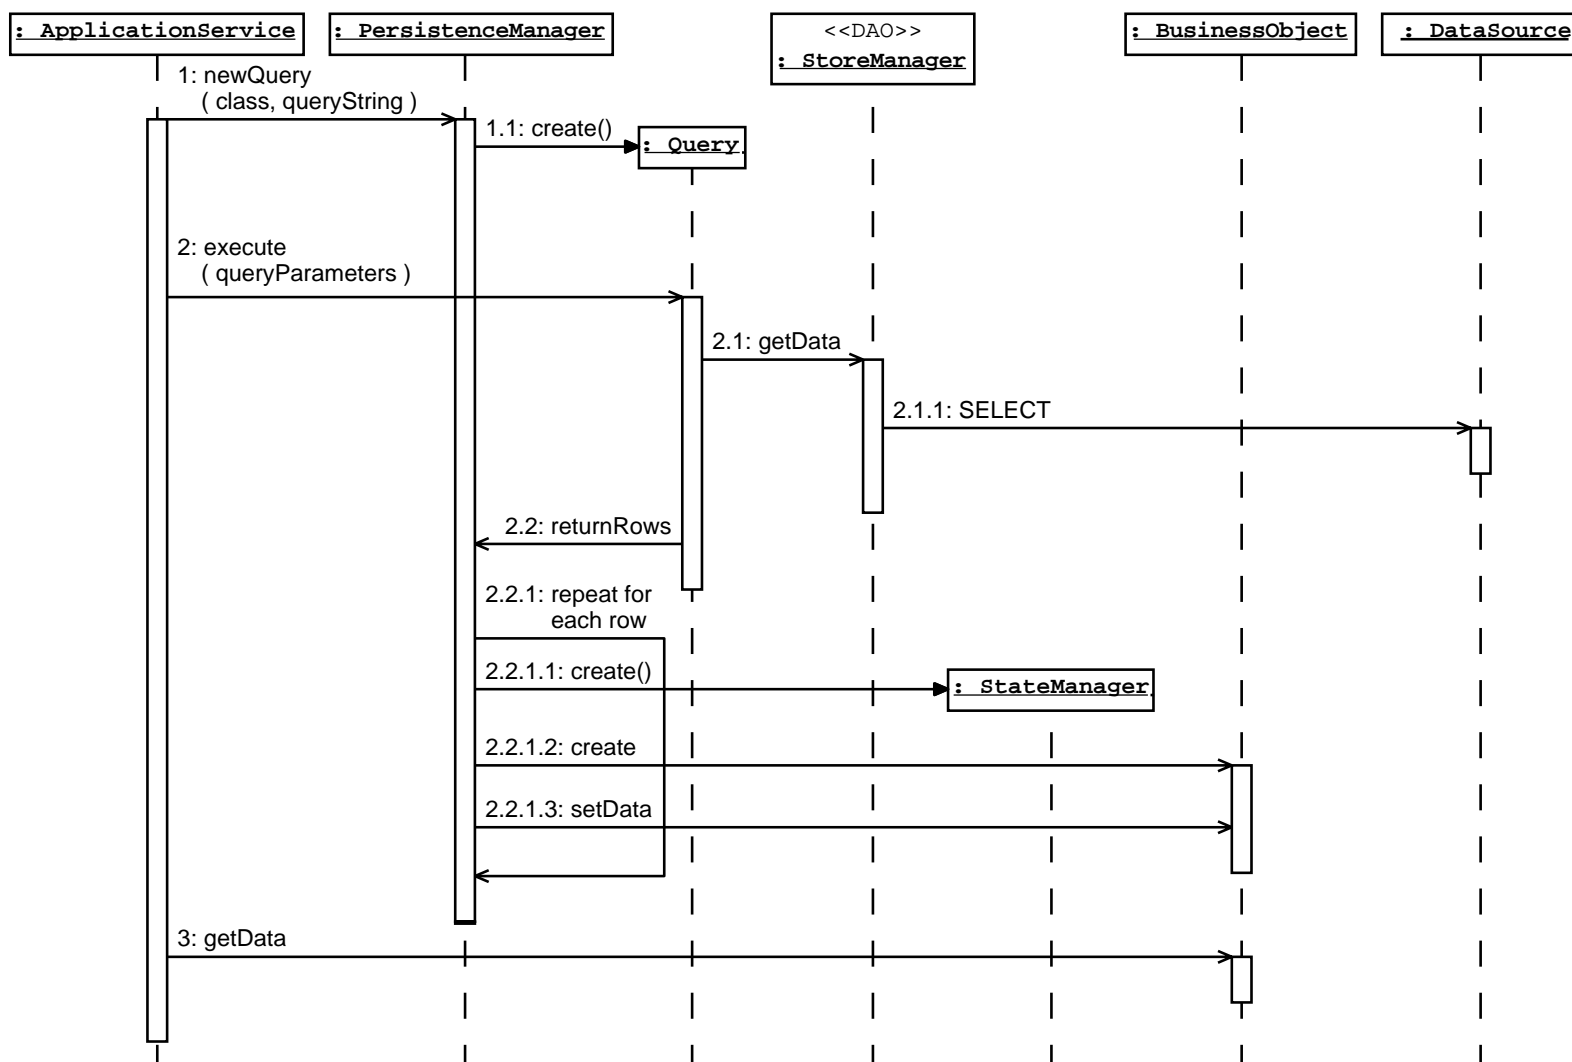 : ApplicationService
: PersistenceManager
<<DAO>>
: StoreManager
: BusinessObject
: DataSource
1: newQuery
( class, queryString )
1.1: create()
: Query
2: execute
( queryParameters )
2.1: getData
2.1.1: SELECT
2.2: returnRows
2.2.1: repeat for
each row
2.2.1.1: create()
: StateManager
2.2.1.2: create
2.2.1.3: setData
3: getData